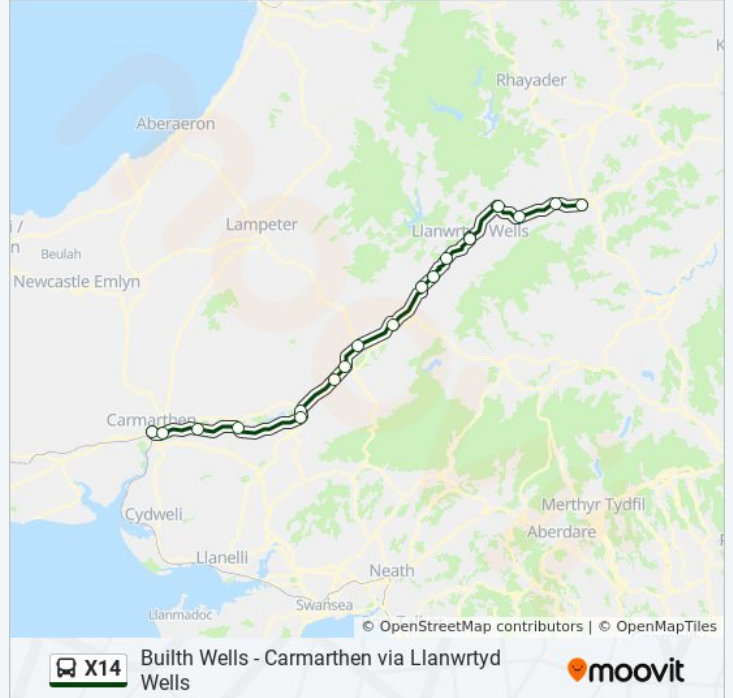 Rhayader
Aberaeron
Lampeter
Llanwrtyd Wells
Beulah
Newcastle Emlyn
Carmarthen
Merthyr Tydfil
Cydweli
Aberdare
Llanelli
Neath
Llanmadoc
Swansea
© OpenStreetMap contributors | © OpenMapTiles
X14
Builth Wells - Carmarthen via Llanwrtyd
Wells
moovit